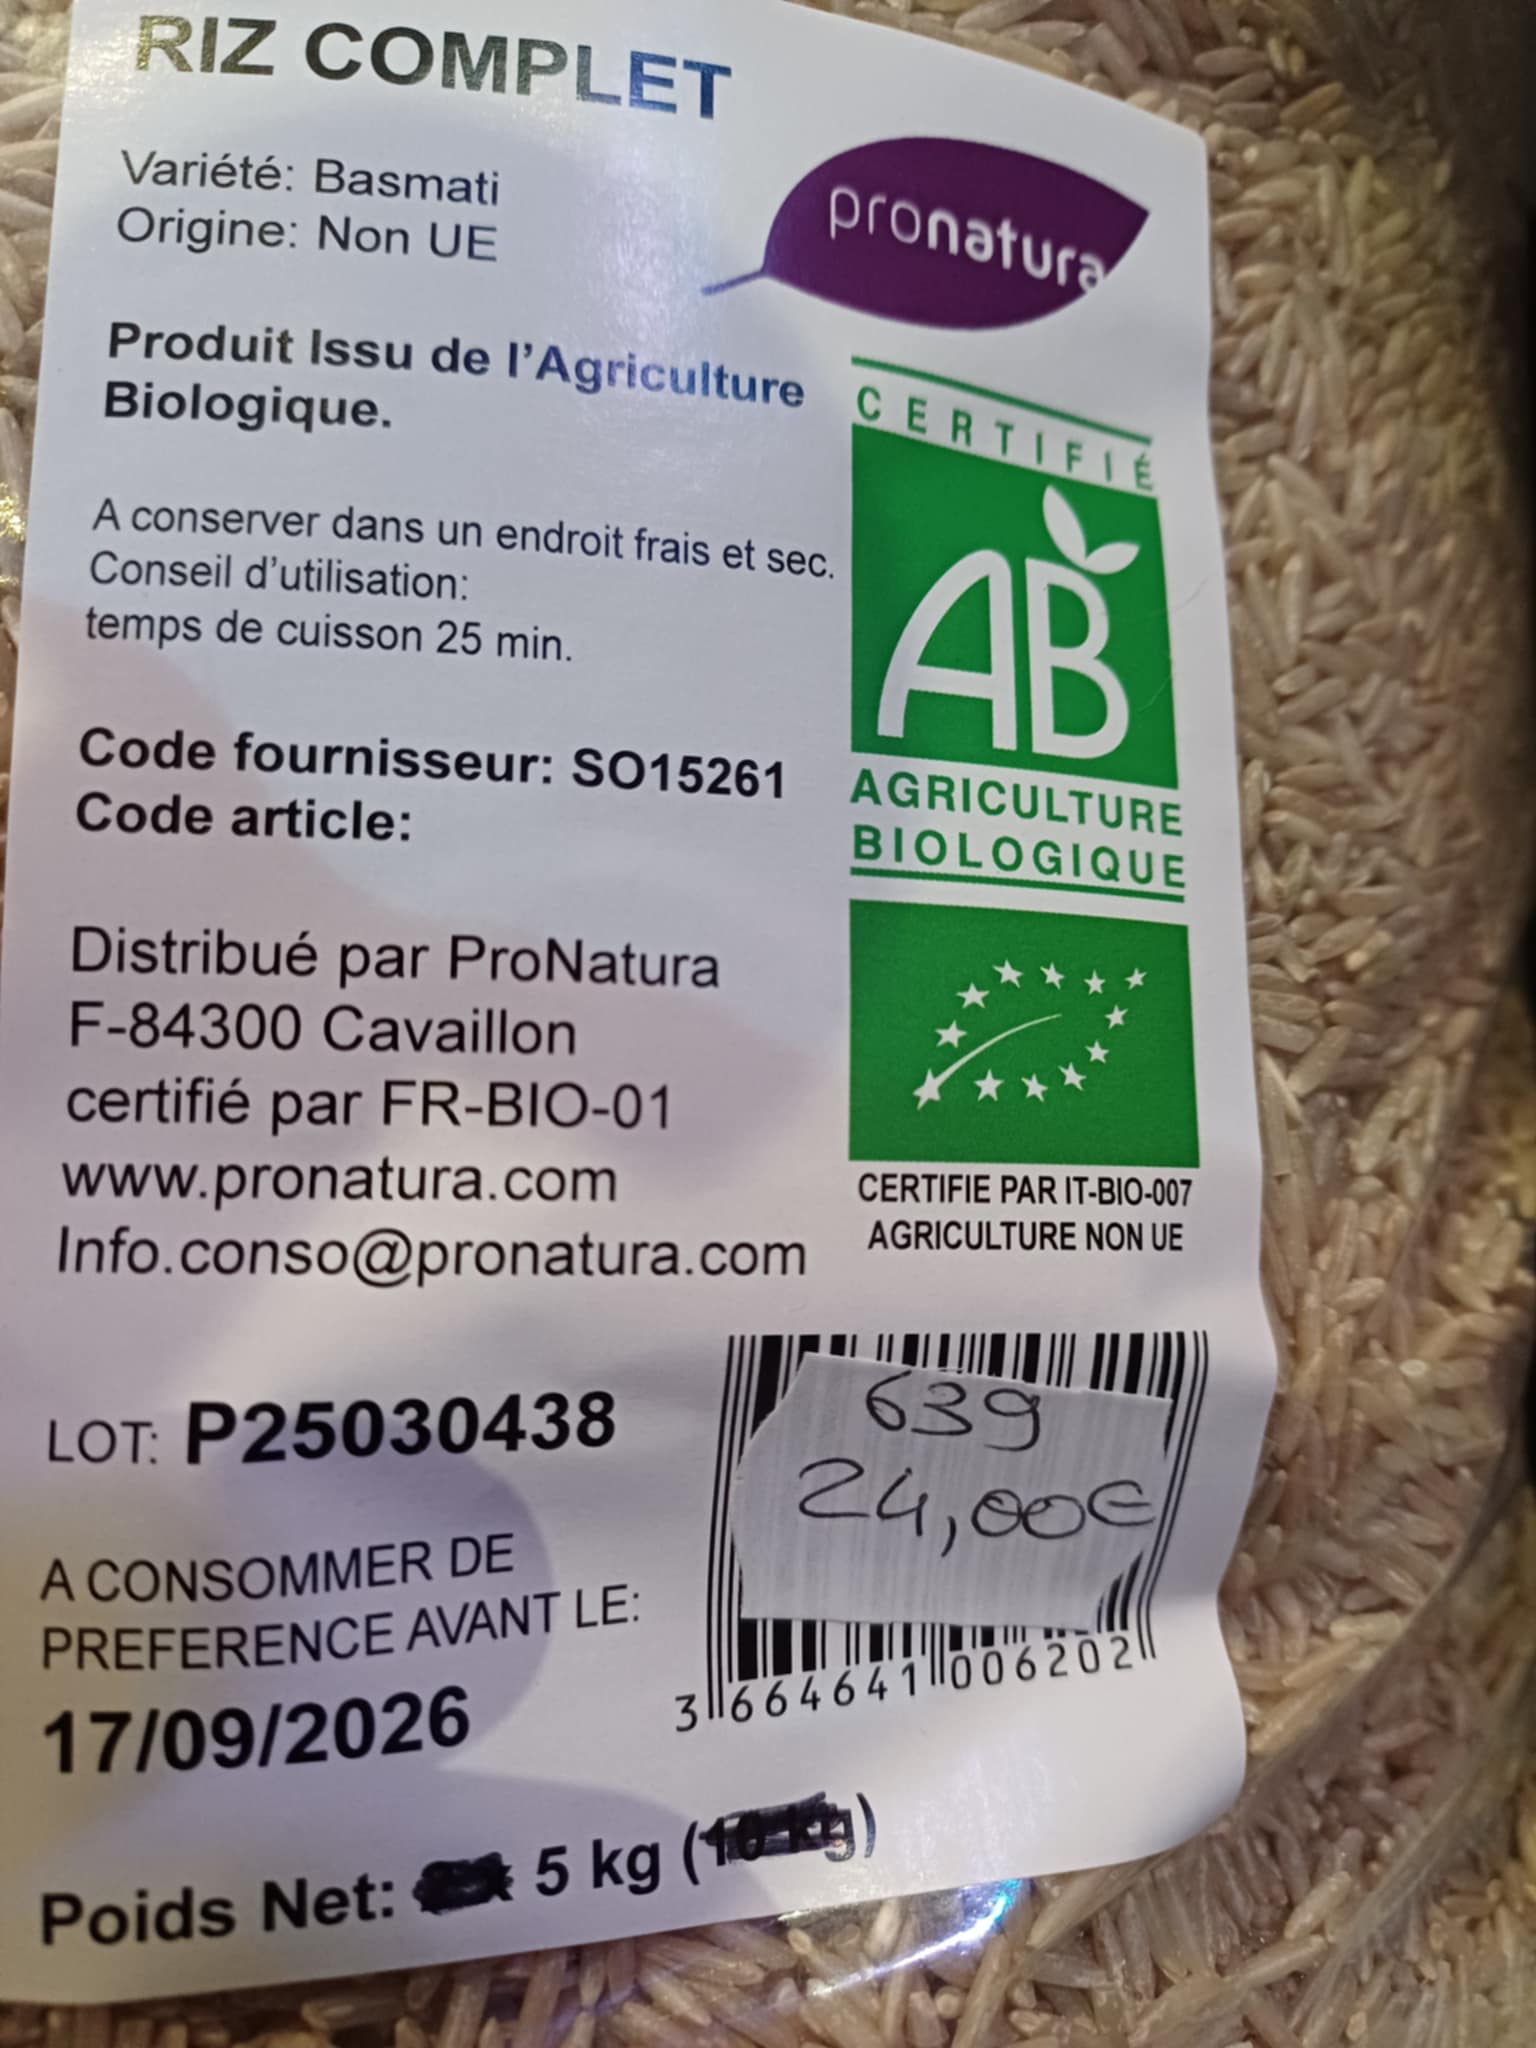 RIZ COMPLET
Variété: Basmati
Origine: Non UE
pronatura
Produit Issu de l'Agriculture
Biologique.
CERTIFIÉ
AB
AGRICULTURE
BIOLOGIQUE
A conserver dans un endroit frais et sec.
Conseil d'utilisation:
temps de cuisson 25 min.
Code fournisseur: SO15261
Code article:
Distribué par ProNatura
F-84300 Cavaillon
certifié par FR-BIO-01
www.pronatura.com
Info.conso@pronatura.com
CERTIFIE PAR IT-BIO-007
AGRICULTURE NON UE
LOT: P25030438
639
24,00€
3 664641 006202
A CONSOMMER DE
PREFERENCE AVANT LE:
17/09/2026
Poids Net: 5 kg (10 kg)